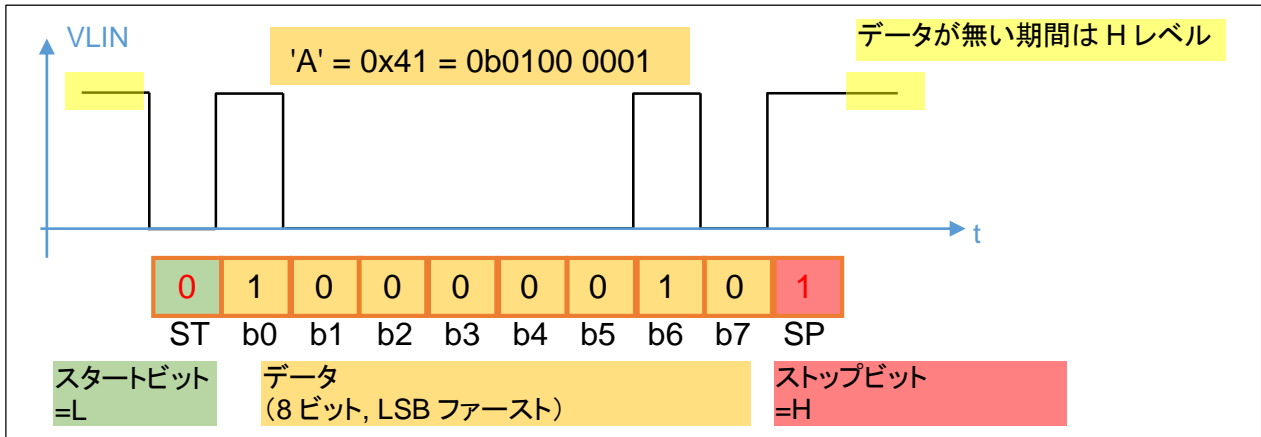 VLIN
'A' = 0x41 = 0b0100 0001
データが無い期間は H レベル
t
0 1 0 0 0 0 0 1 0 1
ST b0 b1 b2 b3 b4 b5 b6 b7 SP
スタートビット
=L
データ
（8 ビット, LSB ファースト）
ストップビット
=H